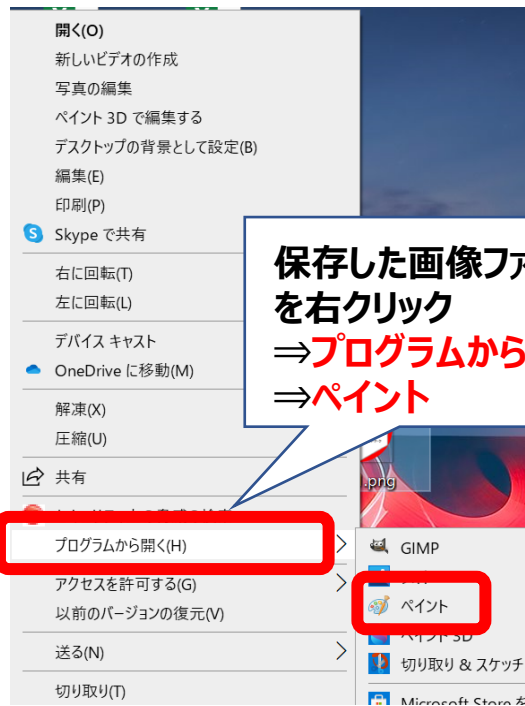 開く(O)
新しいビデオの作成
写真の編集
ペイント 3D で編集する
デスクトップの背景として設定(B)
編集(E)
印刷(P)
Skype で共有
右に回転(T)
左に回転(L)
デバイス キャスト
OneDrive に移動(M)
解凍(X)
圧縮(U)
共有
プログラムから開く(H)
アクセスを許可する(G)
以前のバージョンの復元(V)
送る(N)
切り取り(T)
保存した画像ファ
を右クリック
⇒プログラムから
⇒ペイント
.png
GIMP
ペイント
ペイント 3D
切り取り & スケッチ
Microsoft Store を